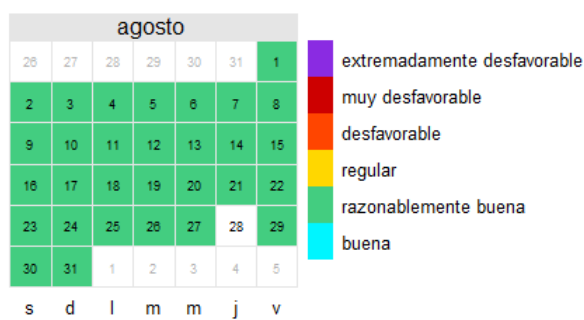 agosto
26 27 28 29 30 31 1
2 3 4 5 6 7 8
9 10 11 12 13 14 15
16 17 18 19 20 21 22
23 24 25 26 27 28 29
30 31 1 2 3 4 5
s d l m m j v
extremadamente desfavorable
muy desfavorable
desfavorable
regular
razonablemente buena
buena